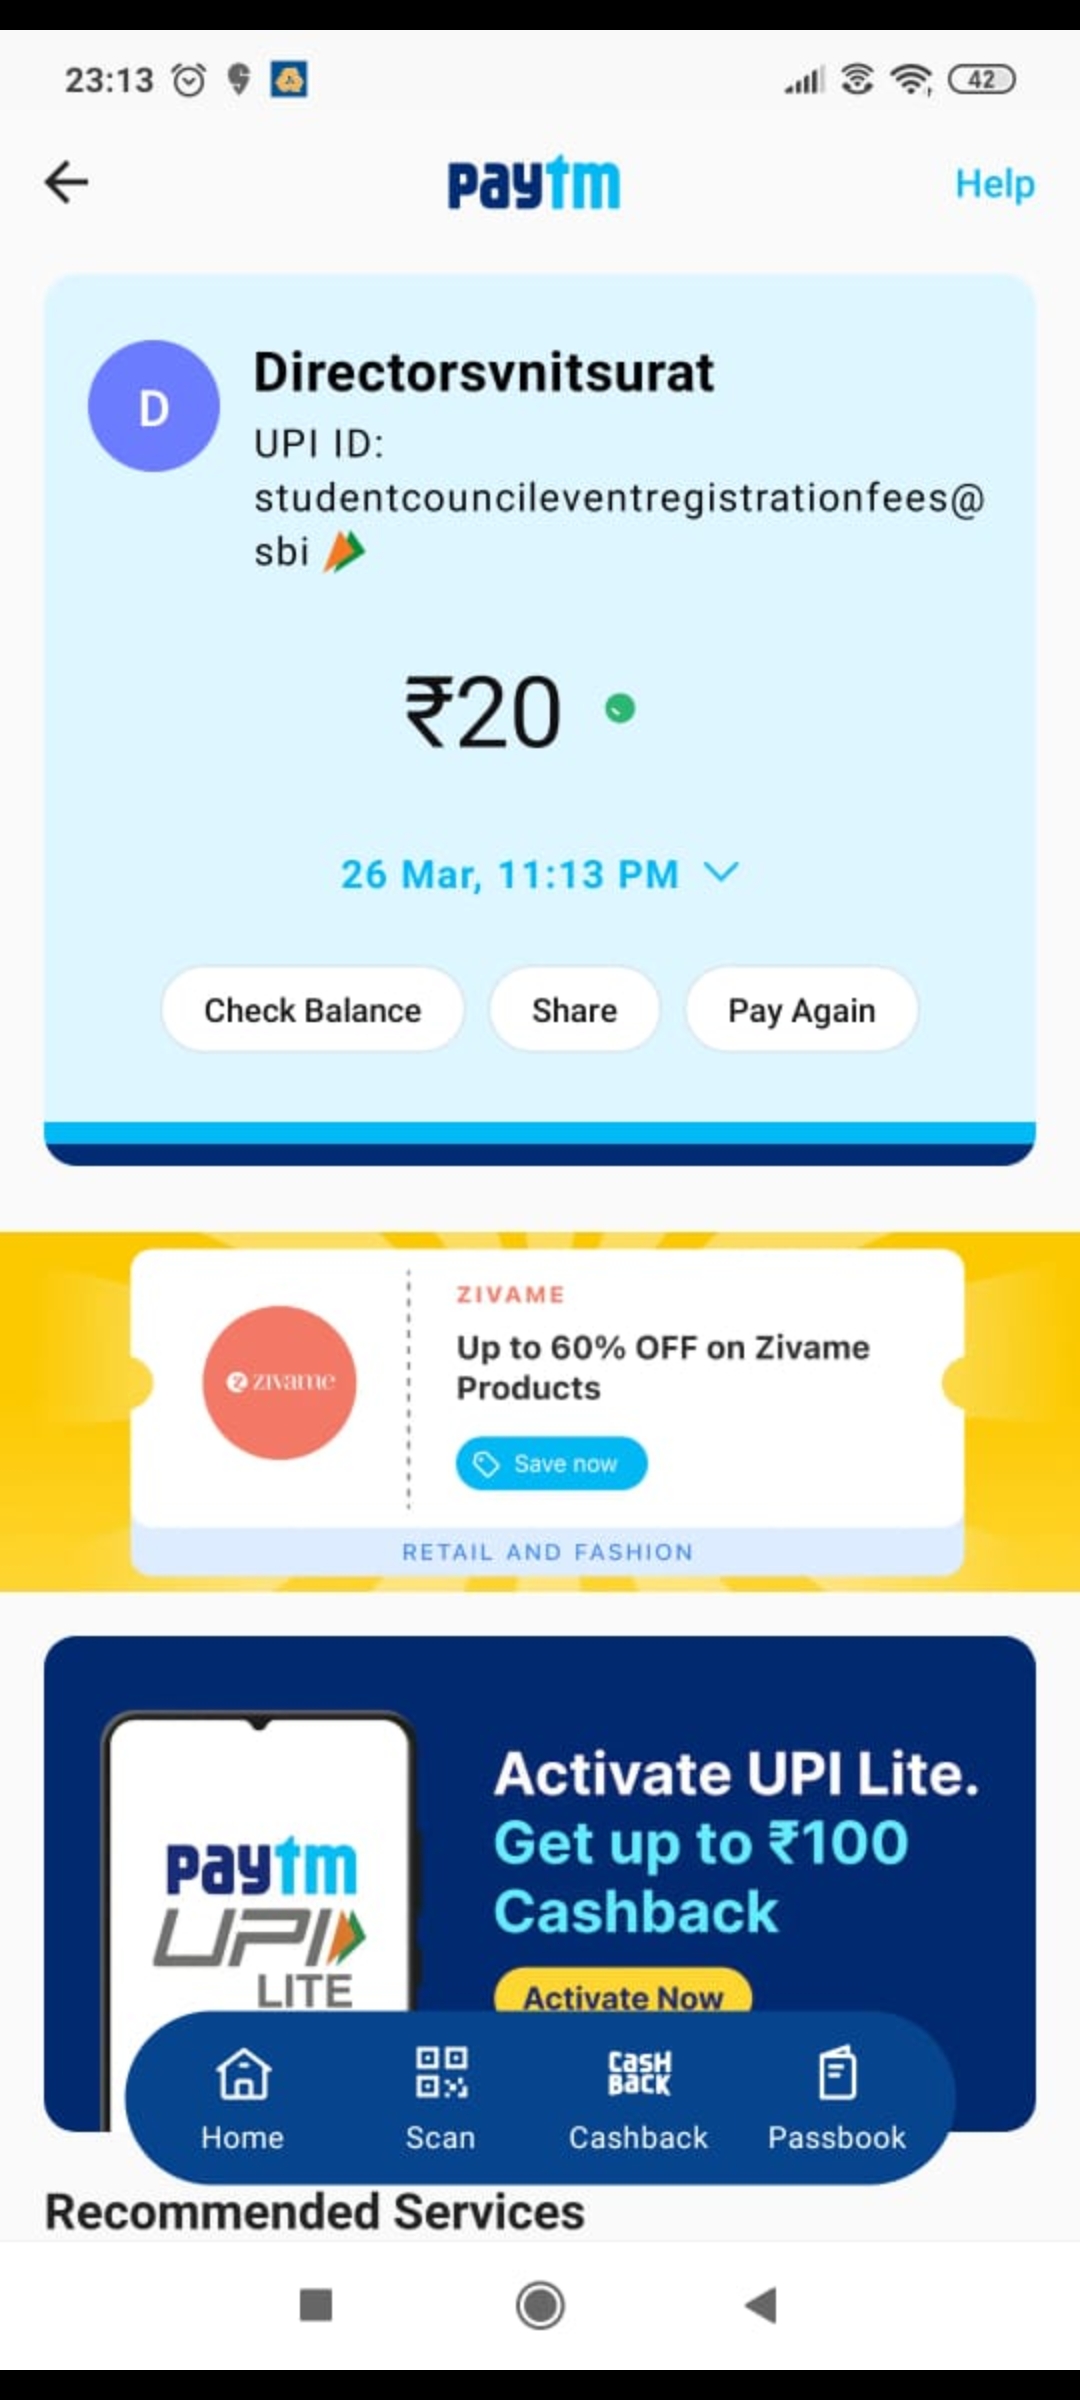 23:13
42
paytm
Help
D
Directorsvnitsurat
UPI ID:
studentcouncileventregistrationfees@
sbi
₹20
26 Mar, 11:13 PM
Check Balance
Share
Pay Again
zivame
ZIVAME
Up to 60% OFF on Zivame
Products
Save now
RETAIL AND FASHION
paytm
UPI
LITE
Activate UPI Lite.
Get up to ₹100
Cashback
Activate Now
CASH
BACK
Home
Scan
Cashback
Passbook
Recommended Services